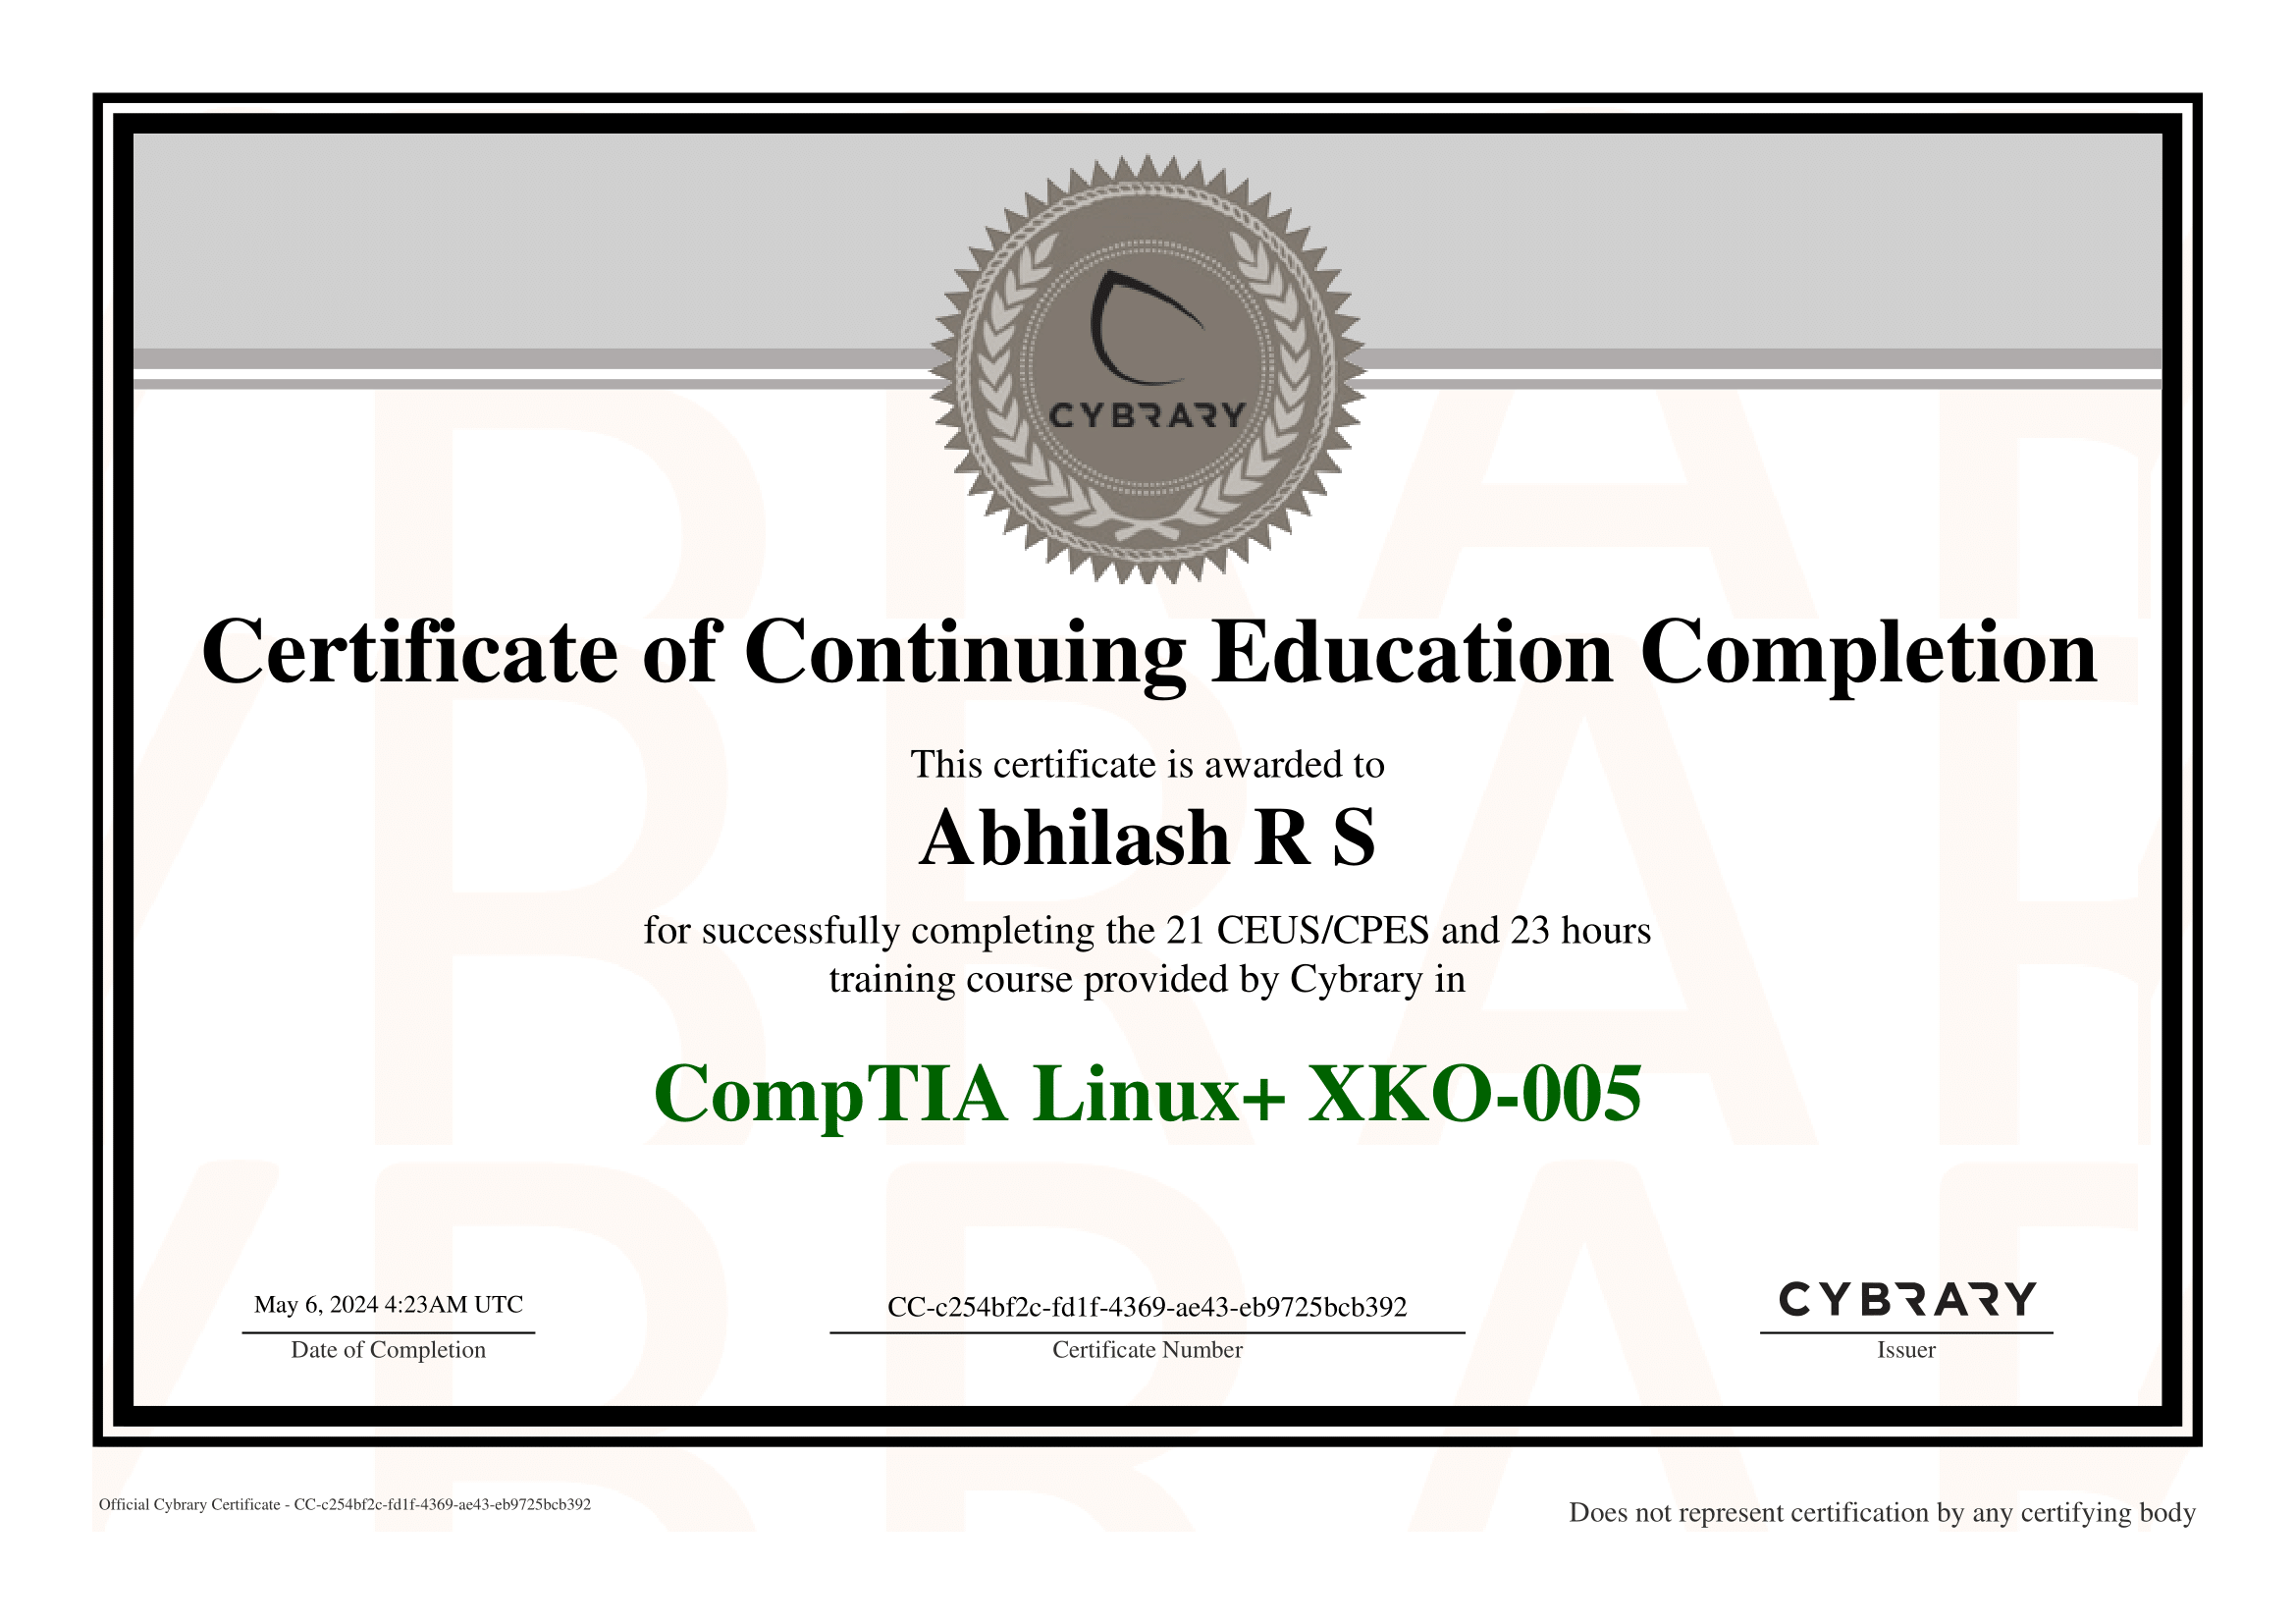 CYBRARY
Certificate of Continuing Education Completion
This certificate is awarded to
Abhilash R S
for successfully completing the 21 CEUS/CPES and 23 hours
training course provided by Cybrary in
CompTIA Linux+ XKO-005
May 6, 2024 4:23AM UTC
Date of Completion
CC-c254bf2c-fd1f-4369-ae43-eb9725bcb392
Certificate Number
CYBRARY
Issuer
Official Cybrary Certificate - CC-c254bf2c-fd1f-4369-ae43-eb9725bcb392
Does not represent certification by any certifying body